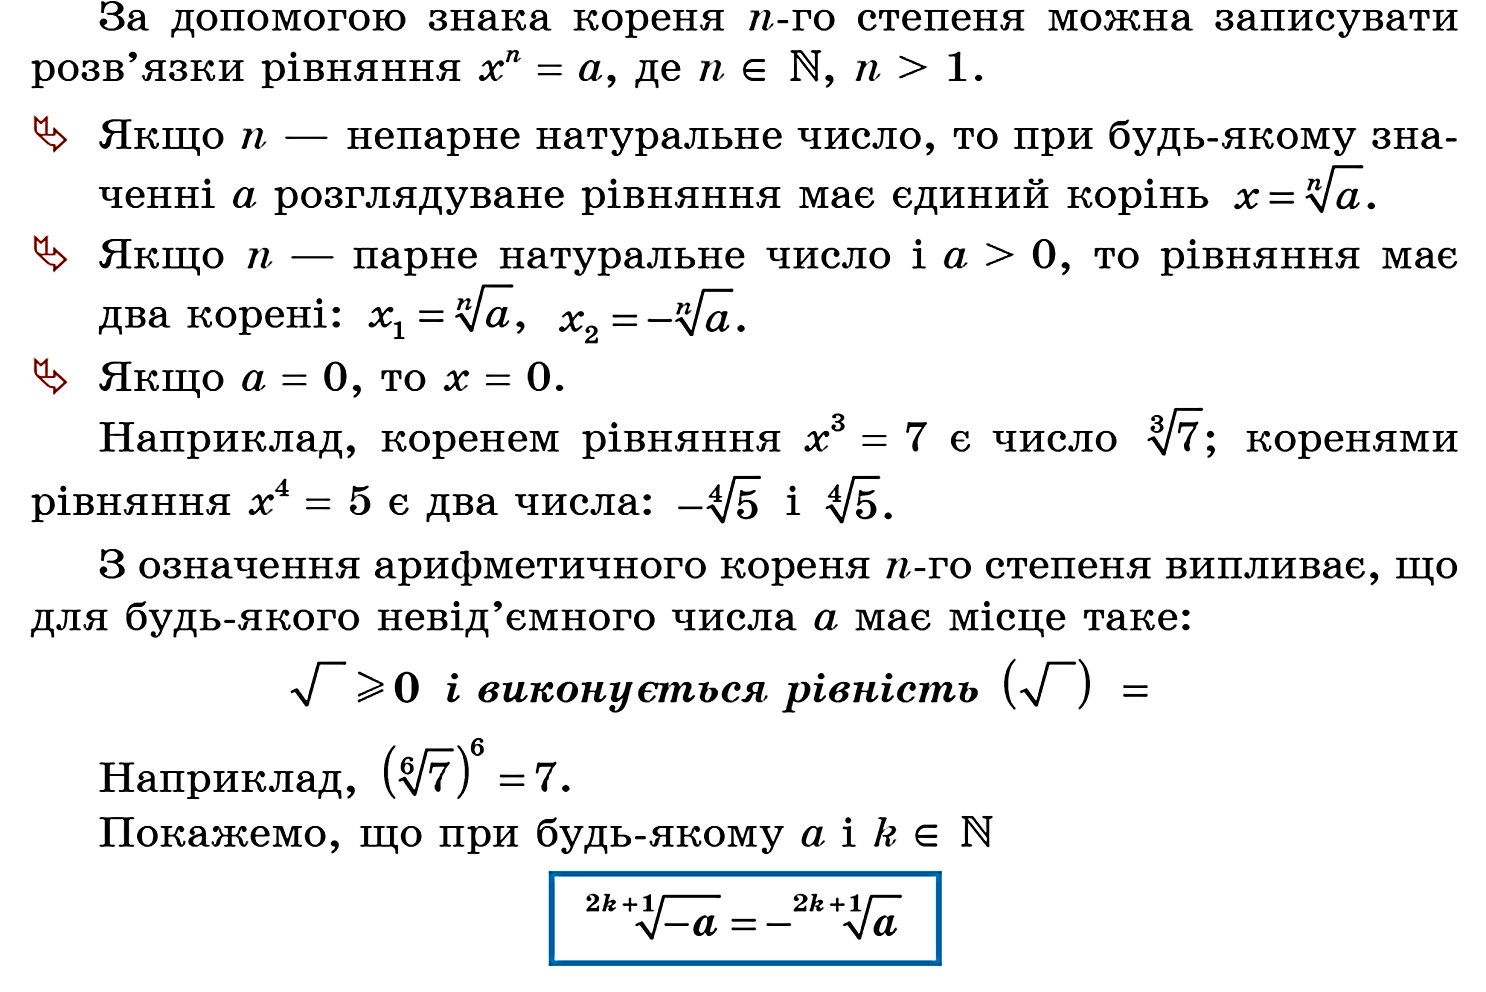 За допомогою знака кореня n-го степеня можна записувати
розв’язки рівняння xⁿ = a, де n ∈ ℕ, n > 1.
Якщо n — непарне натуральне число, то при будь-якому зна-
ченні a розглядуване рівняння має єдиний корінь x = ⁿ√a.
Якщо n — парне натуральне число і a > 0, то рівняння має
два корені: x₁ = ⁿ√a, x₂ = −ⁿ√a.
Якщо a = 0, то x = 0.
Наприклад, коренем рівняння x³ = 7 є число ³√7; коренями
рівняння x⁴ = 5 є два числа: −⁴√5 і ⁴√5.
З означення арифметичного кореня n-го степеня випливає, що
для будь-якого невід’ємного числа a має місце таке:
√ ⩾ 0 і виконується рівність (√ ) =
Наприклад, (⁶√7)⁶ = 7.
Покажемо, що при будь-якому a і k ∈ ℕ
²ᵏ⁺¹√−a = −²ᵏ⁺¹√a